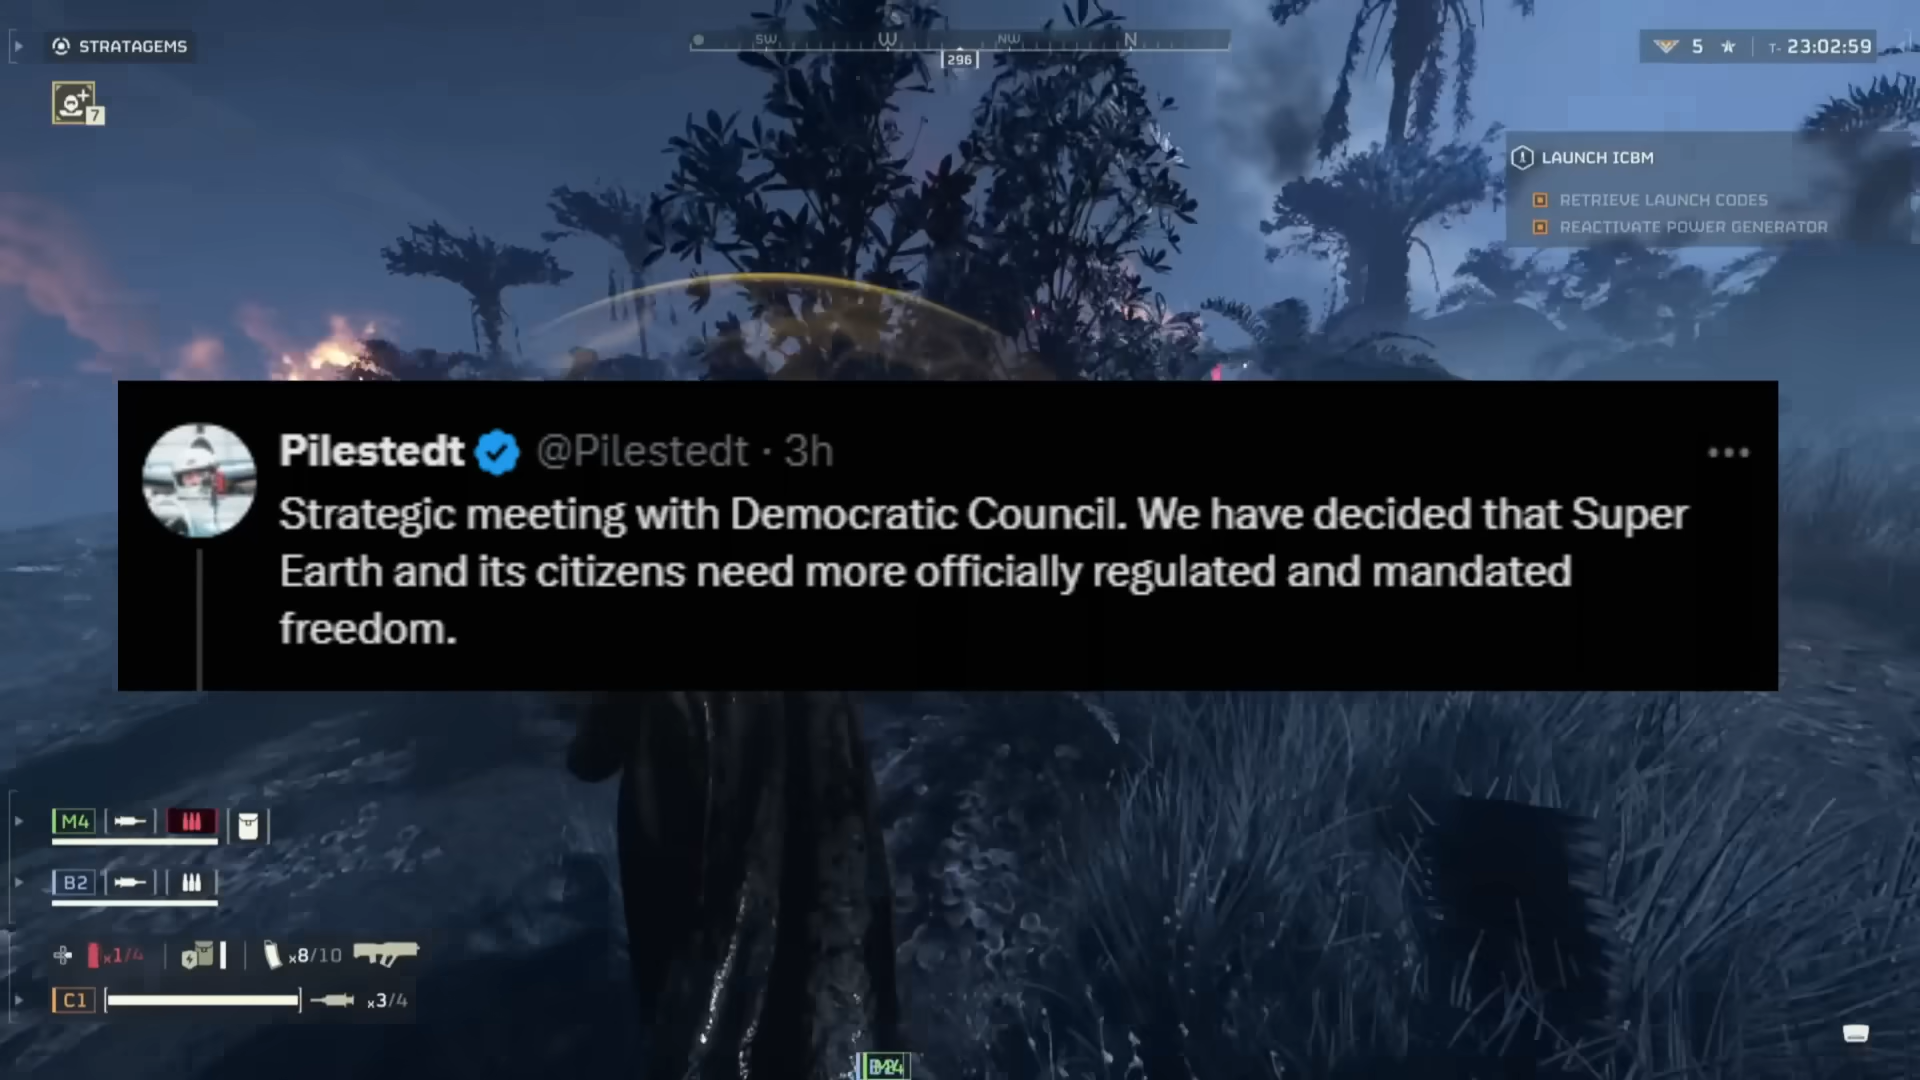 STRATAGEMS
7
SW W NW N
296
5 T- 23:02:59
LAUNCH ICBM
RETRIEVE LAUNCH CODES
REACTIVATE POWER GENERATOR
Pilestedt @Pilestedt · 3h
Strategic meeting with Democratic Council. We have decided that Super
Earth and its citizens need more officially regulated and mandated
freedom.
M4
B2
x1/4 x8/10
C1 x3/4